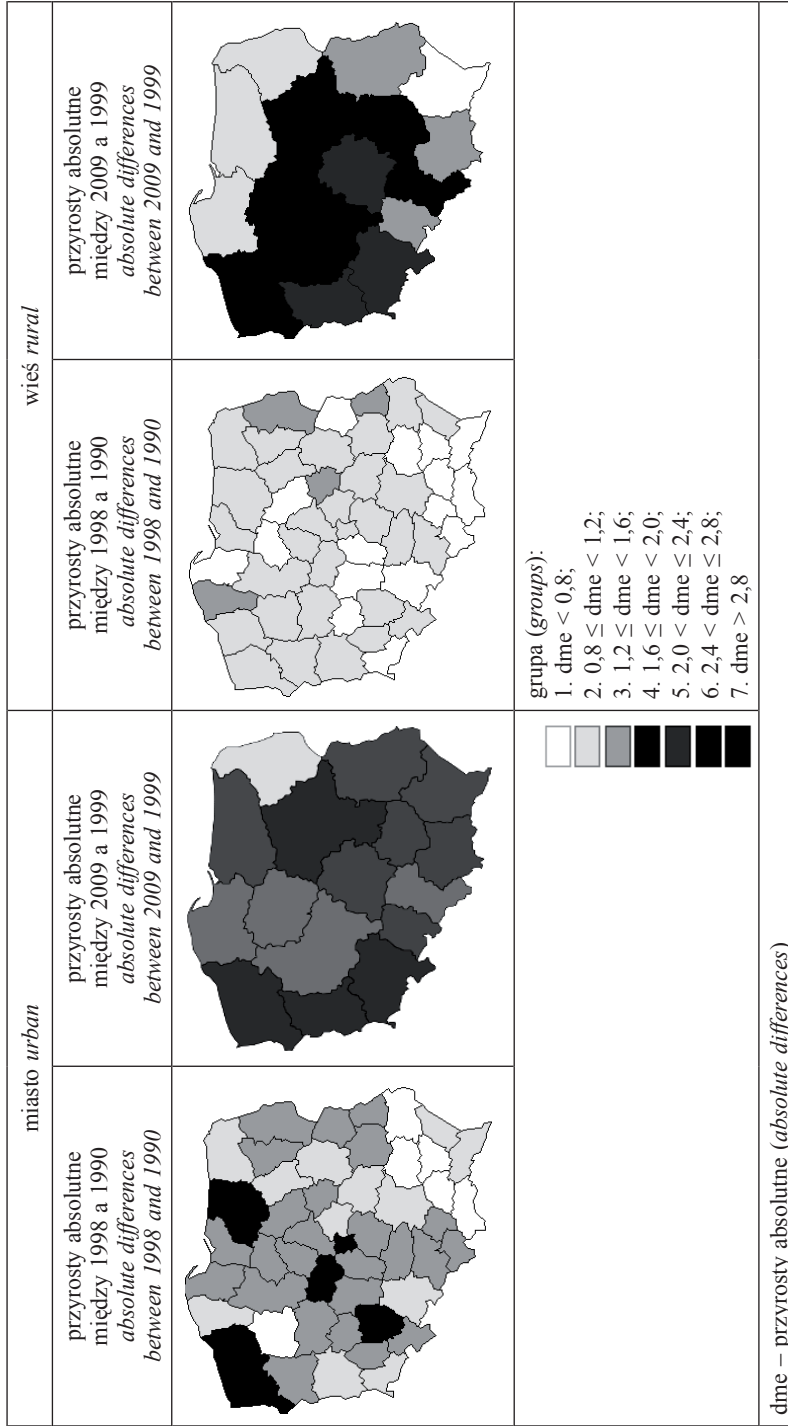 miasto urban
wieś rural
przyrosty absolutne
między 1998 a 1990
absolute differences
between 1998 and 1990
przyrosty absolutne
między 2009 a 1999
absolute differences
between 2009 and 1999
przyrosty absolutne
między 1998 a 1990
absolute differences
between 1998 and 1990
przyrosty absolutne
między 2009 a 1999
absolute differences
between 2009 and 1999
grupa (groups):
1. dme < 0,8;
2. 0,8 ≤ dme < 1,2;
3. 1,2 ≤ dme < 1,6;
4. 1,6 ≤ dme < 2,0;
5. 2,0 < dme ≤ 2,4;
6. 2,4 < dme ≤ 2,8;
7. dme > 2,8
dme – przyrosty absolutne (absolute differences)